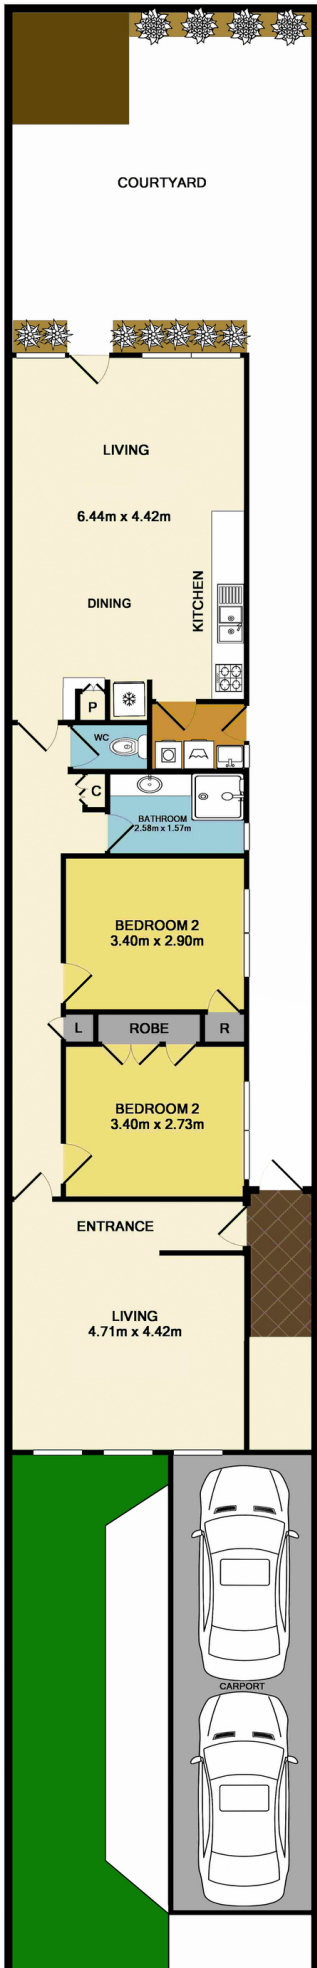 COURTYARD
LIVING
6.44m x 4.42m
DINING
KITCHEN
P
WC
C
BATHROOM
2.58m x 1.57m
BEDROOM 2
3.40m x 2.90m
L
ROBE
R
BEDROOM 2
3.40m x 2.73m
ENTRANCE
LIVING
4.71m x 4.42m
CARPORT